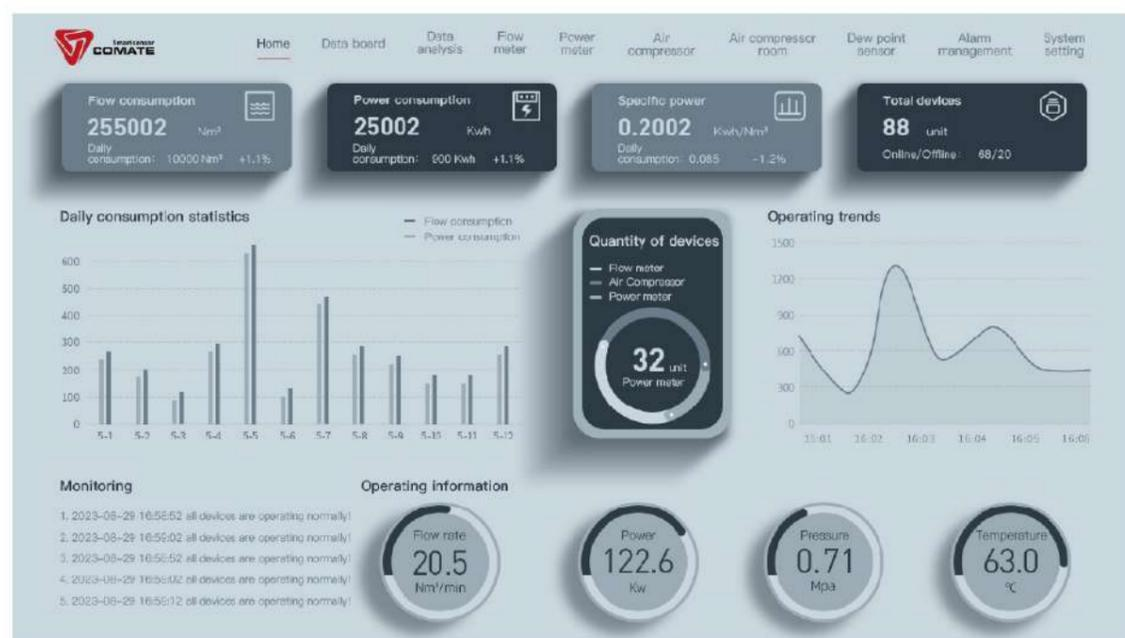 Smart sensor
COMATE
Home
Data board
Data analysis
Flow meter
Power meter
Air compressor
Air compressor room
Dew point sensor
Alarm management
System setting
Flow consumption
255002 Nm³
Daily
consumption: 10000 Nm³ +1.1%
Power consumption
25002 Kwh
Daily
consumption: 900 Kwh +1.1%
Specific power
0.2002 Kwh/Nm³
Daily
consumption: 0.085 -1.2%
Total devices
88 unit
Online/Offline: 68/20
Daily consumption statistics
Flow consumption
Power consumption
600
500
400
300
200
100
0
5-1 5-2 5-3 5-4 5-5 5-6 5-7 5-8 5-9 5-10 5-11 5-12
Quantity of devices
Flow meter
Air Compressor
Power meter
32 unit
Power meter
Operating trends
1500
1200
900
600
300
0
16:02 16:03 16:04 16:05 16:06
Monitoring
1. 2023-08-29 16:58:52 all devices are operating normally!
2. 2023-08-29 16:59:02 all devices are operating normally!
3. 2023-08-29 16:58:52 all devices are operating normally!
4. 2023-08-29 16:59:02 all devices are operating normally!
5. 2023-08-29 16:59:12 all devices are operating normally!
Operating information
Flow rate
20.5
Nm³/min
Power
122.6
Kw
Pressure
0.71
Mpa
Temperature
63.0
℃